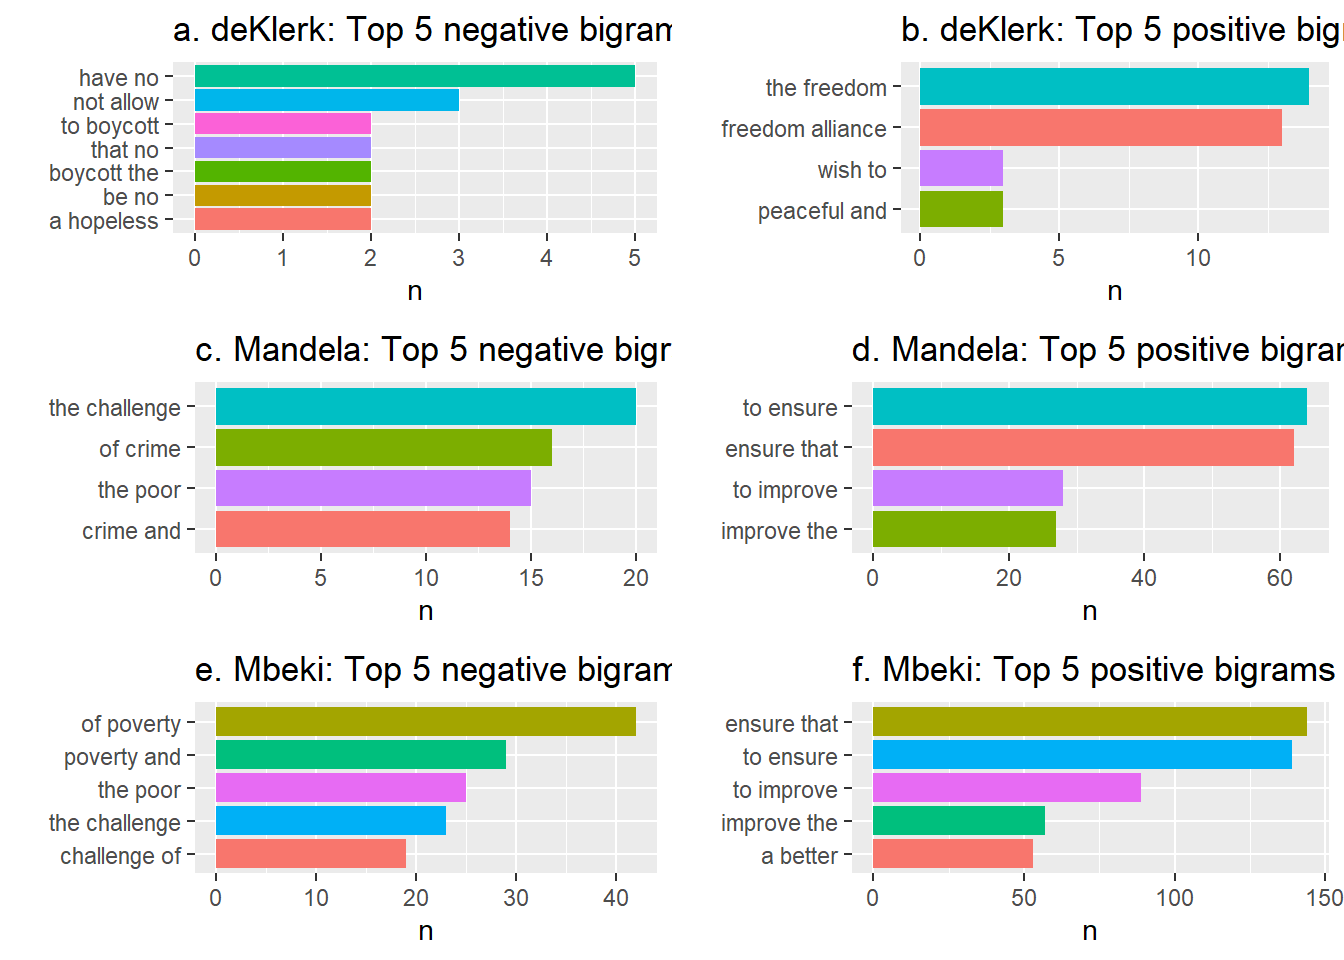 a. deKlerk: Top 5 negative bigram
have no
not allow
to boycott
that no
boycott the
be no
a hopeless
0 1 2 3 4 5
n
b. deKlerk: Top 5 positive bigr
the freedom
freedom alliance
wish to
peaceful and
0 5 10
n
c. Mandela: Top 5 negative bigr
the challenge
of crime
the poor
crime and
0 5 10 15 20
n
d. Mandela: Top 5 positive bigram
to ensure
ensure that
to improve
improve the
0 20 40 60
n
e. Mbeki: Top 5 negative bigram
of poverty
poverty and
the poor
the challenge
challenge of
0 10 20 30 40
n
f. Mbeki: Top 5 positive bigrams
ensure that
to ensure
to improve
improve the
a better
0 50 100 150
n